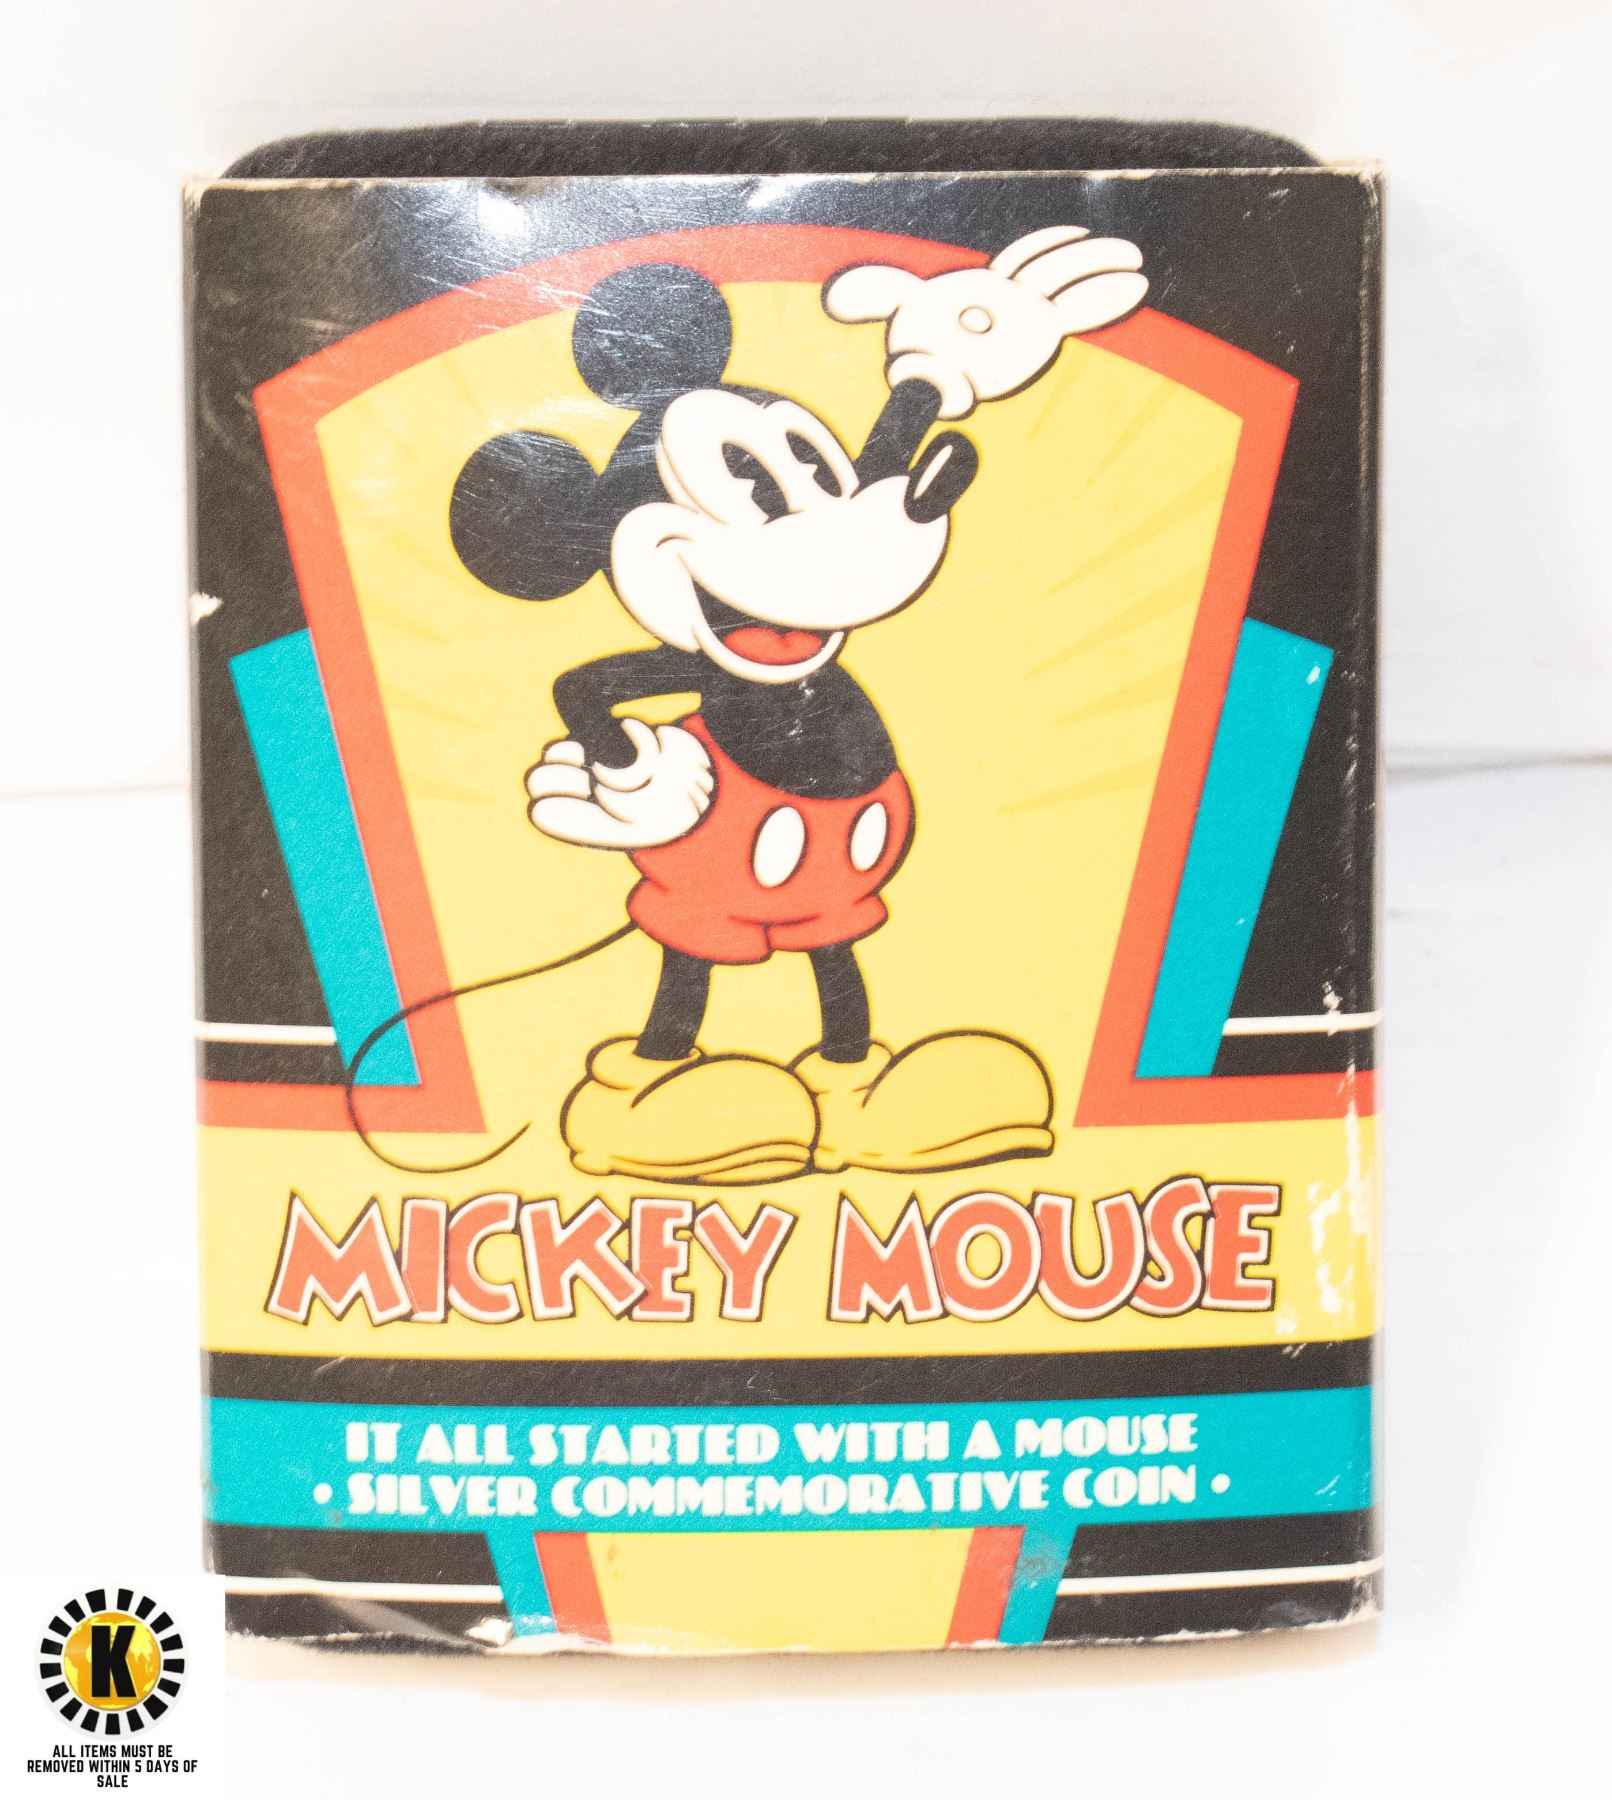 MICKEY MOUSE
IT ALL STARTED WITH A MOUSE
• SILVER COMMEMORATIVE COIN •
K
ALL ITEMS MUST BE
REMOVED WITHIN 5 DAYS OF
SALE